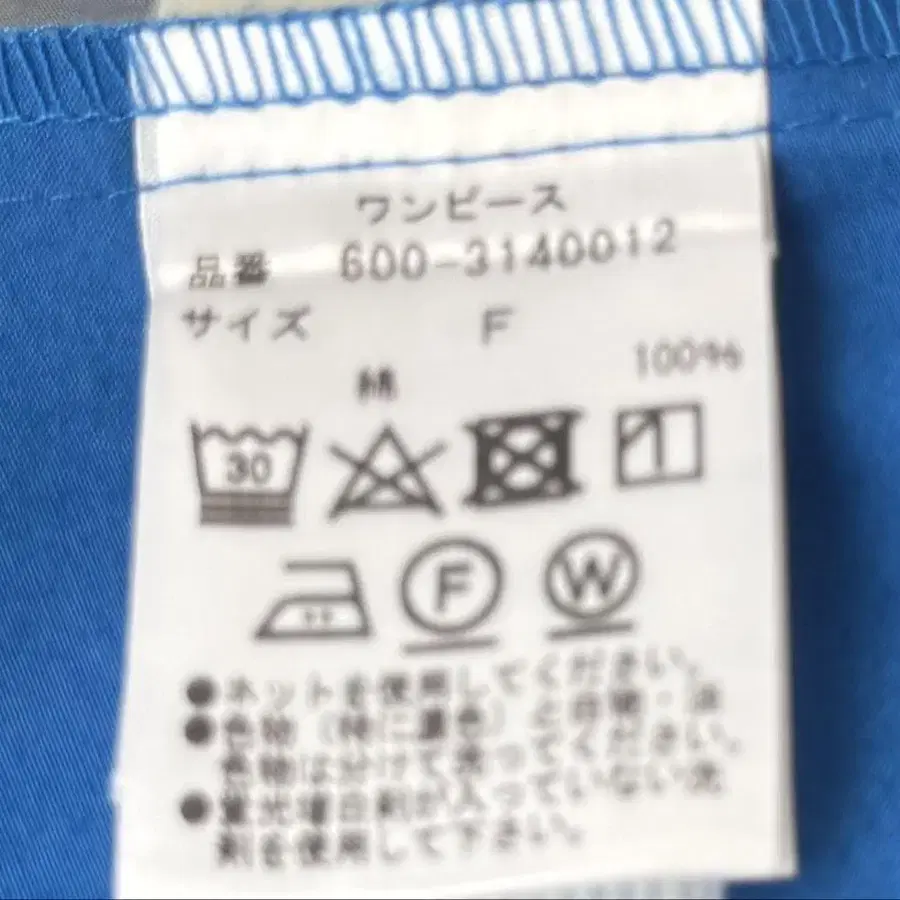 ワンピース
品番 600-3140012
サイズ F
綿 100%
30
F W
●ネットを使用してください。
●色物（特に濃色）と白物・淡
色物は分けて洗ってください。
●蛍光増白剤が入っていない洗
剤を使用して下さい。